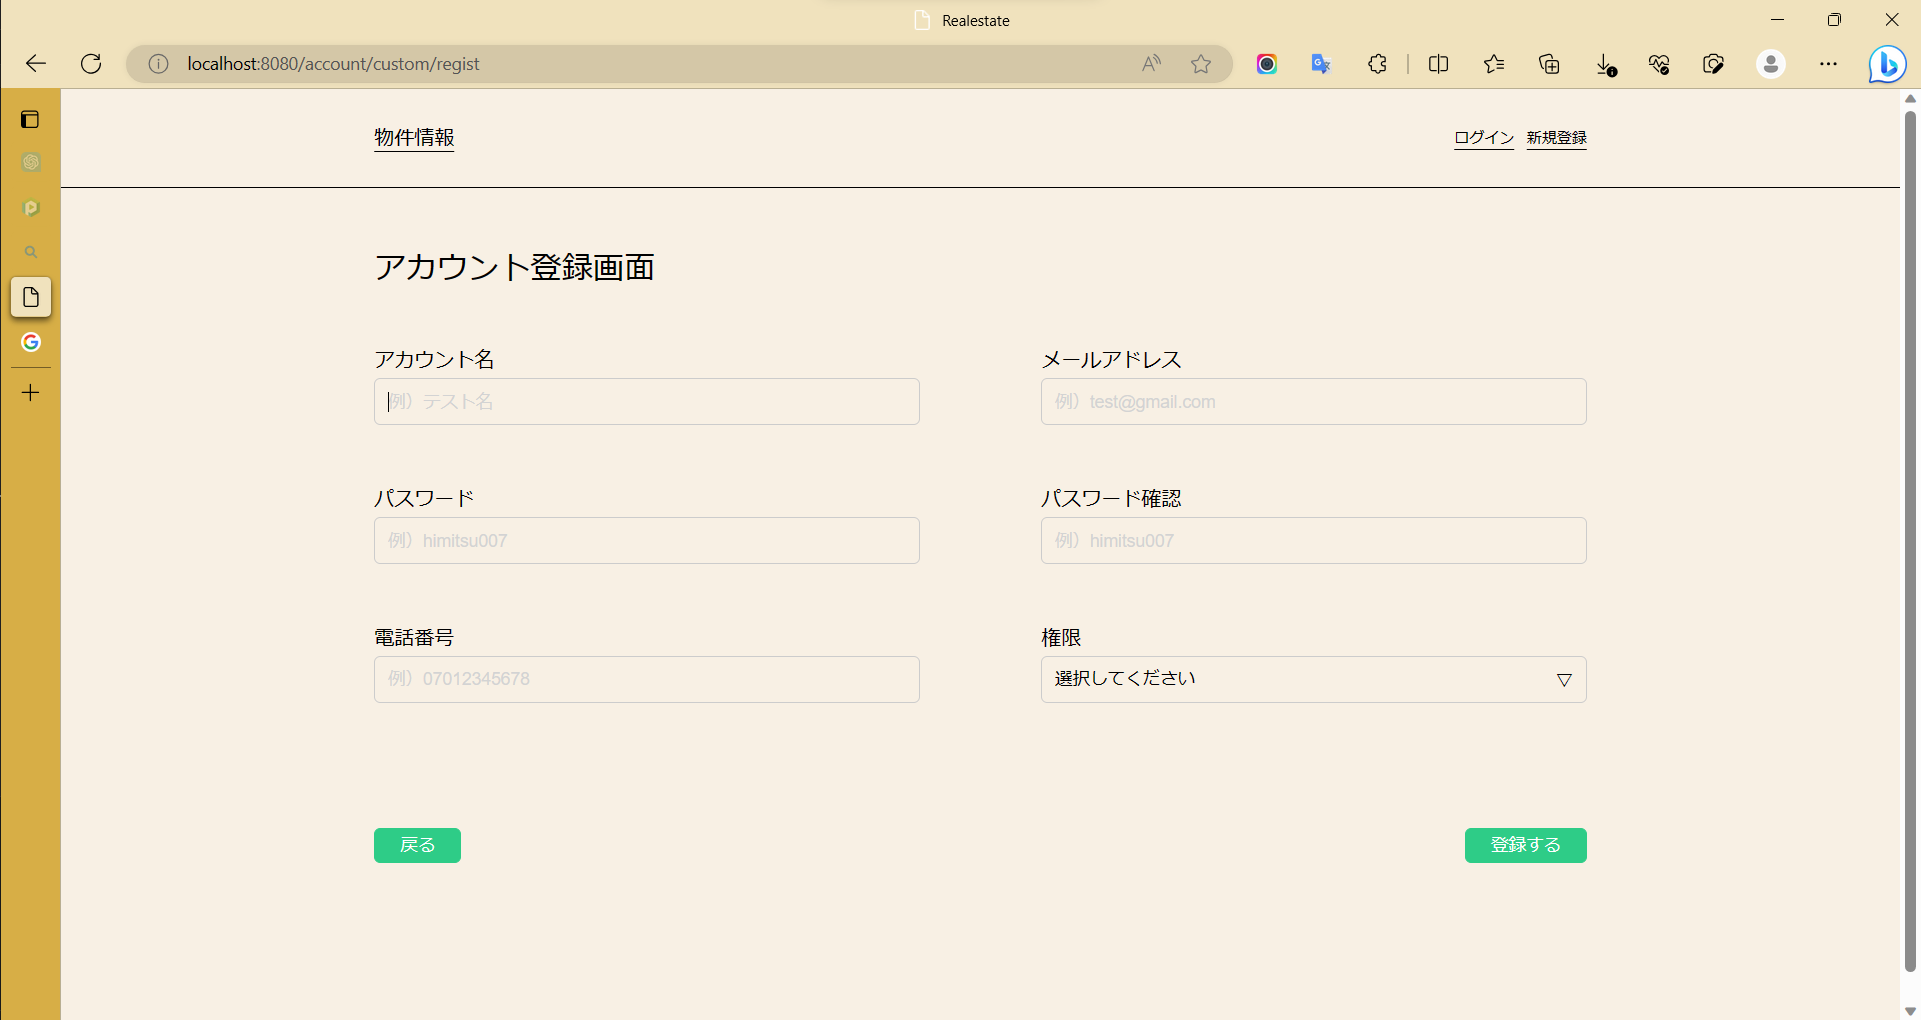 Realestate
localhost:8080/account/custom/regist
物件情報
ログイン 新規登録
アカウント登録画面
アカウント名
例）テスト名
メールアドレス
例）test@gmail.com
パスワード
例）himitsu007
パスワード確認
例）himitsu007
電話番号
例）07012345678
権限
選択してください ▽
戻る
登録する